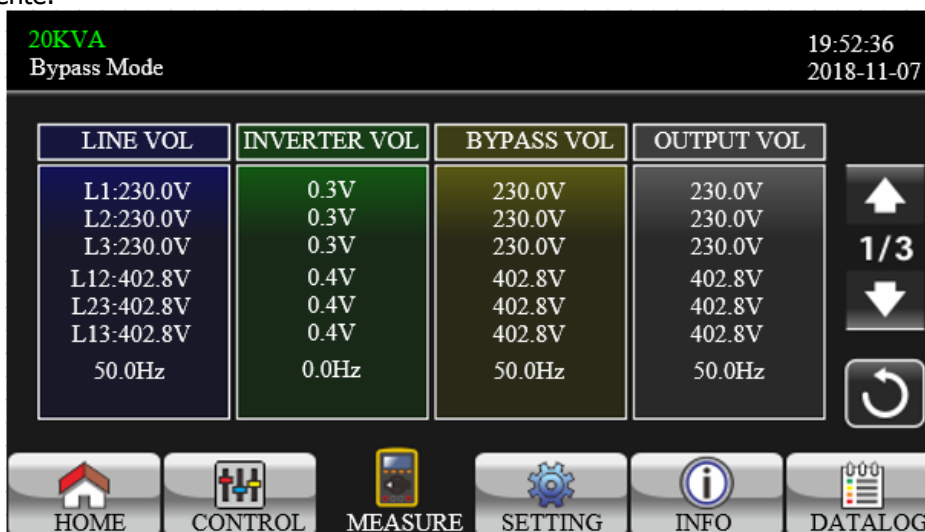 20KVA
Bypass Mode
19:52:36
2018-11-07
LINE VOL
INVERTER VOL
BYPASS VOL
OUTPUT VOL
L1:230.0V
L2:230.0V
L3:230.0V
L12:402.8V
L23:402.8V
L13:402.8V
50.0Hz
0.3V
0.3V
0.3V
0.4V
0.4V
0.4V
0.0Hz
230.0V
230.0V
230.0V
402.8V
402.8V
402.8V
50.0Hz
230.0V
230.0V
230.0V
402.8V
402.8V
402.8V
50.0Hz
1/3
HOME
CONTROL
MEASURE
SETTING
INFO
DATALOG